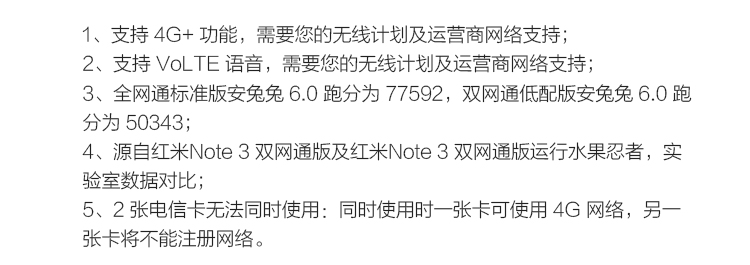 1、支持 4G+ 功能，需要您的无线计划及运营商网络支持；
2、支持 VoLTE 语音，需要您的无线计划及运营商网络支持；
3、全网通标准版安兔兔 6.0 跑分为 77592，双网通低配版安兔兔 6.0 跑
分为 50343；
4、源自红米Note 3 双网通版及红米Note 3 双网通版运行水果忍者，实
验室数据对比；
5、2 张电信卡无法同时使用：同时使用时一张卡可使用 4G 网络，另一
张卡将不能注册网络。